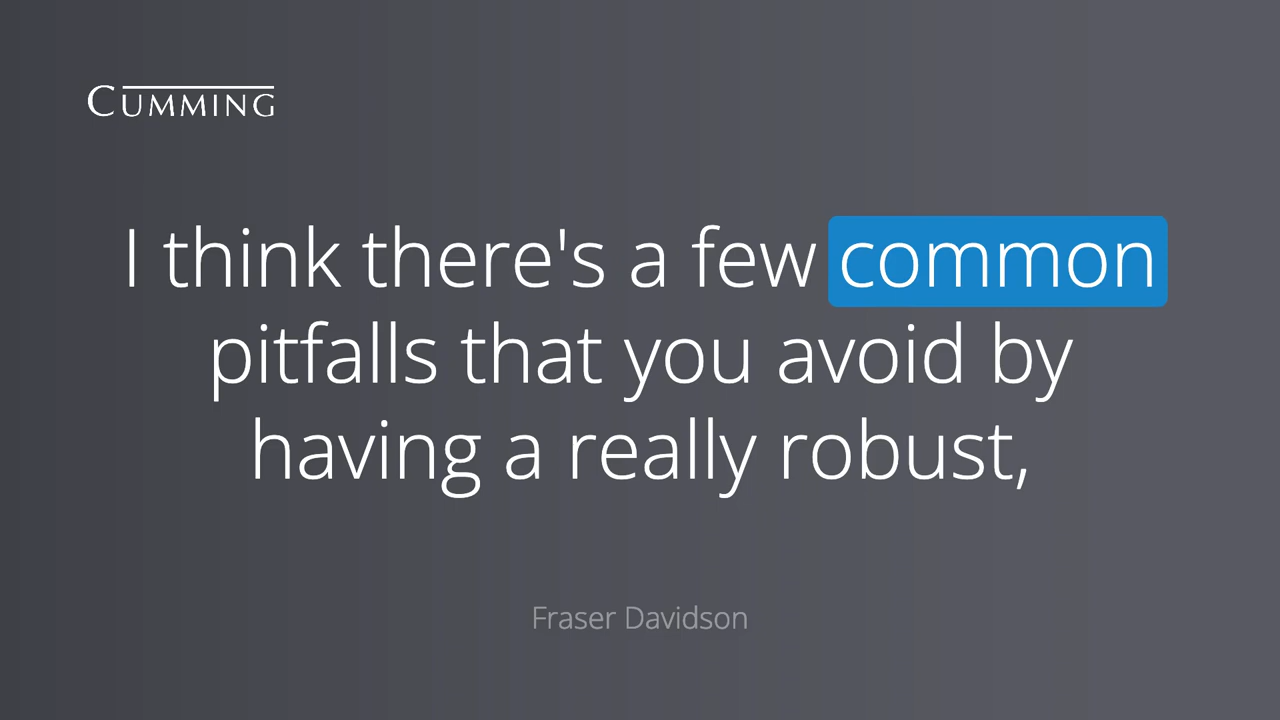 CUMMING
I think there's a few common
pitfalls that you avoid by
having a really robust,
Fraser Davidson